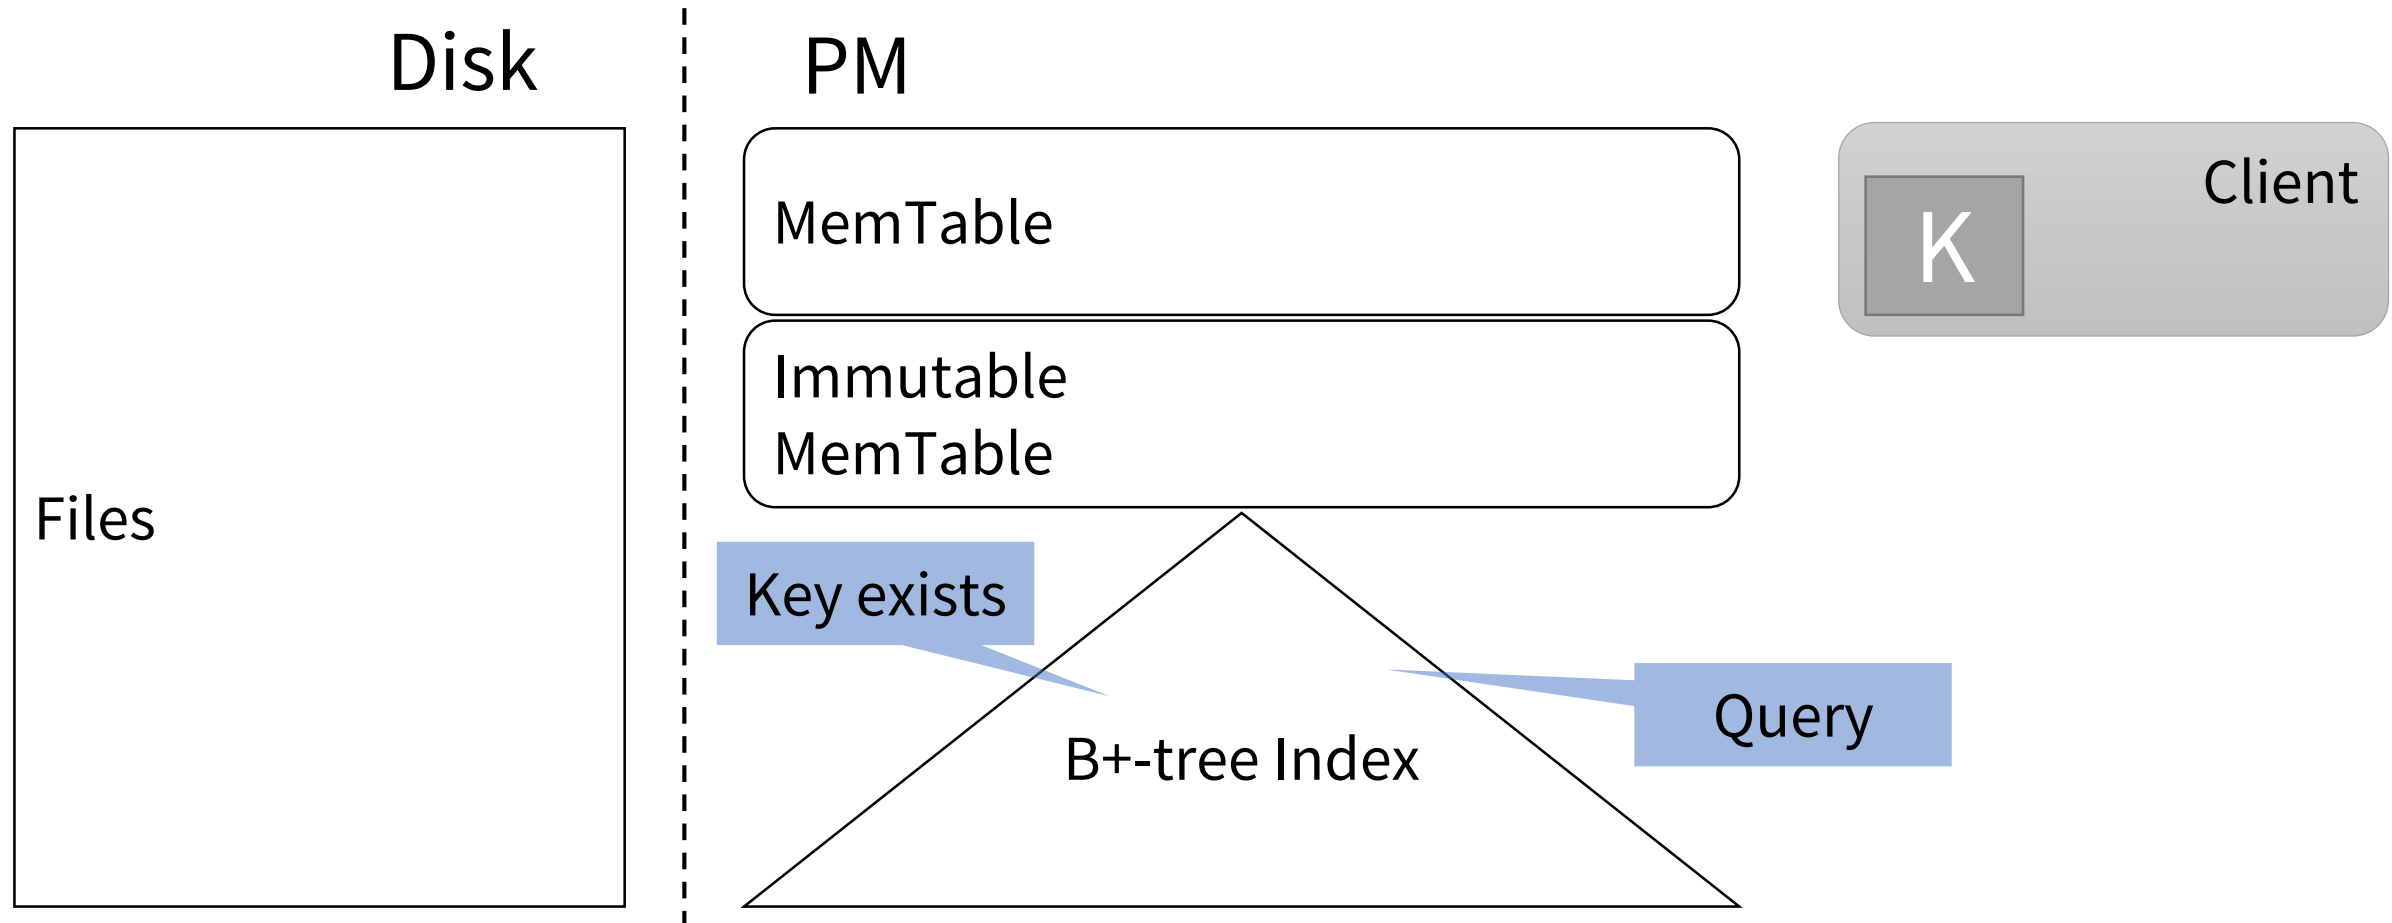 Disk
PM
MemTable
Client
K
Immutable
MemTable
Files
Key exists
Query
B+-tree Index